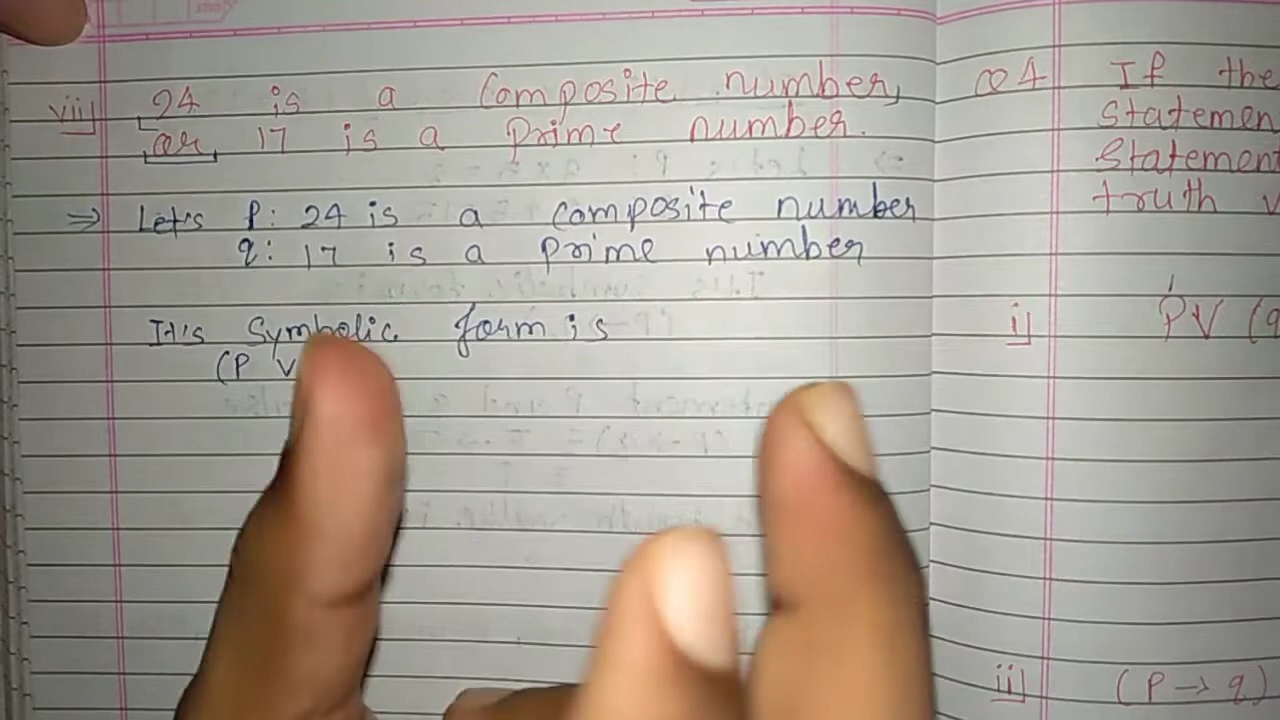 vii) 24 is a Composite number,
or 17 is a Prime number.
⇒ Let's P: 24 is a composite number
q: 17 is a prime number
It's Symbolic form is
(P V
Q4 If the
Statemen
Statement
truth v
i) PV (q
ii) (P → q)